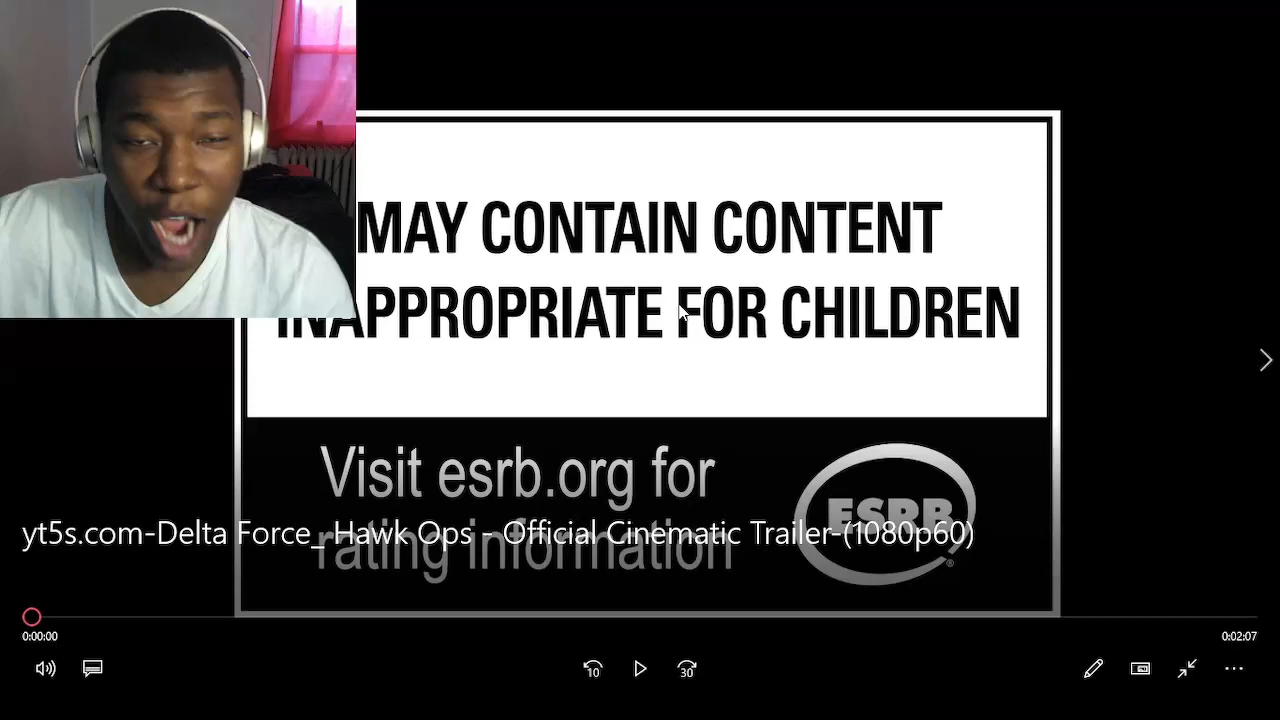 MAY CONTAIN CONTENT
INAPPROPRIATE FOR CHILDREN
Visit esrb.org for
rating information
ESRB
®
yt5s.com-Delta Force_ Hawk Ops - Official Cinematic Trailer-(1080p60)
0:00:00
0:02:07
10
30